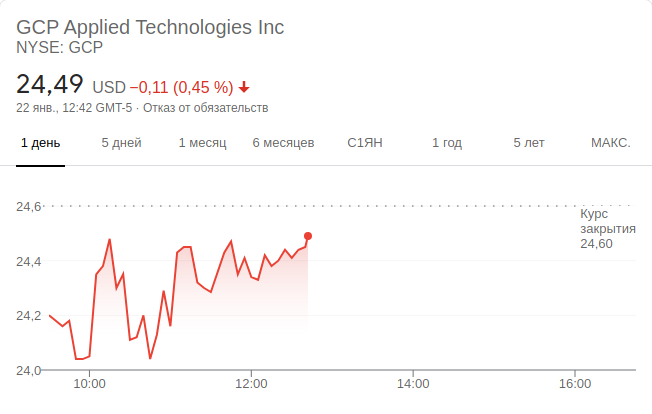 GCP Applied Technologies Inc
NYSE: GCP
24,49 USD −0,11 (0,45 %)
22 янв., 12:42 GMT-5 · Отказ от обязательств
1 день 5 дней 1 месяц 6 месяцев С1ЯН 1 год 5 лет МАКС.
24,6
Курс
закрытия
24,60
24,4
24,2
24,0
10:00 12:00 14:00 16:00